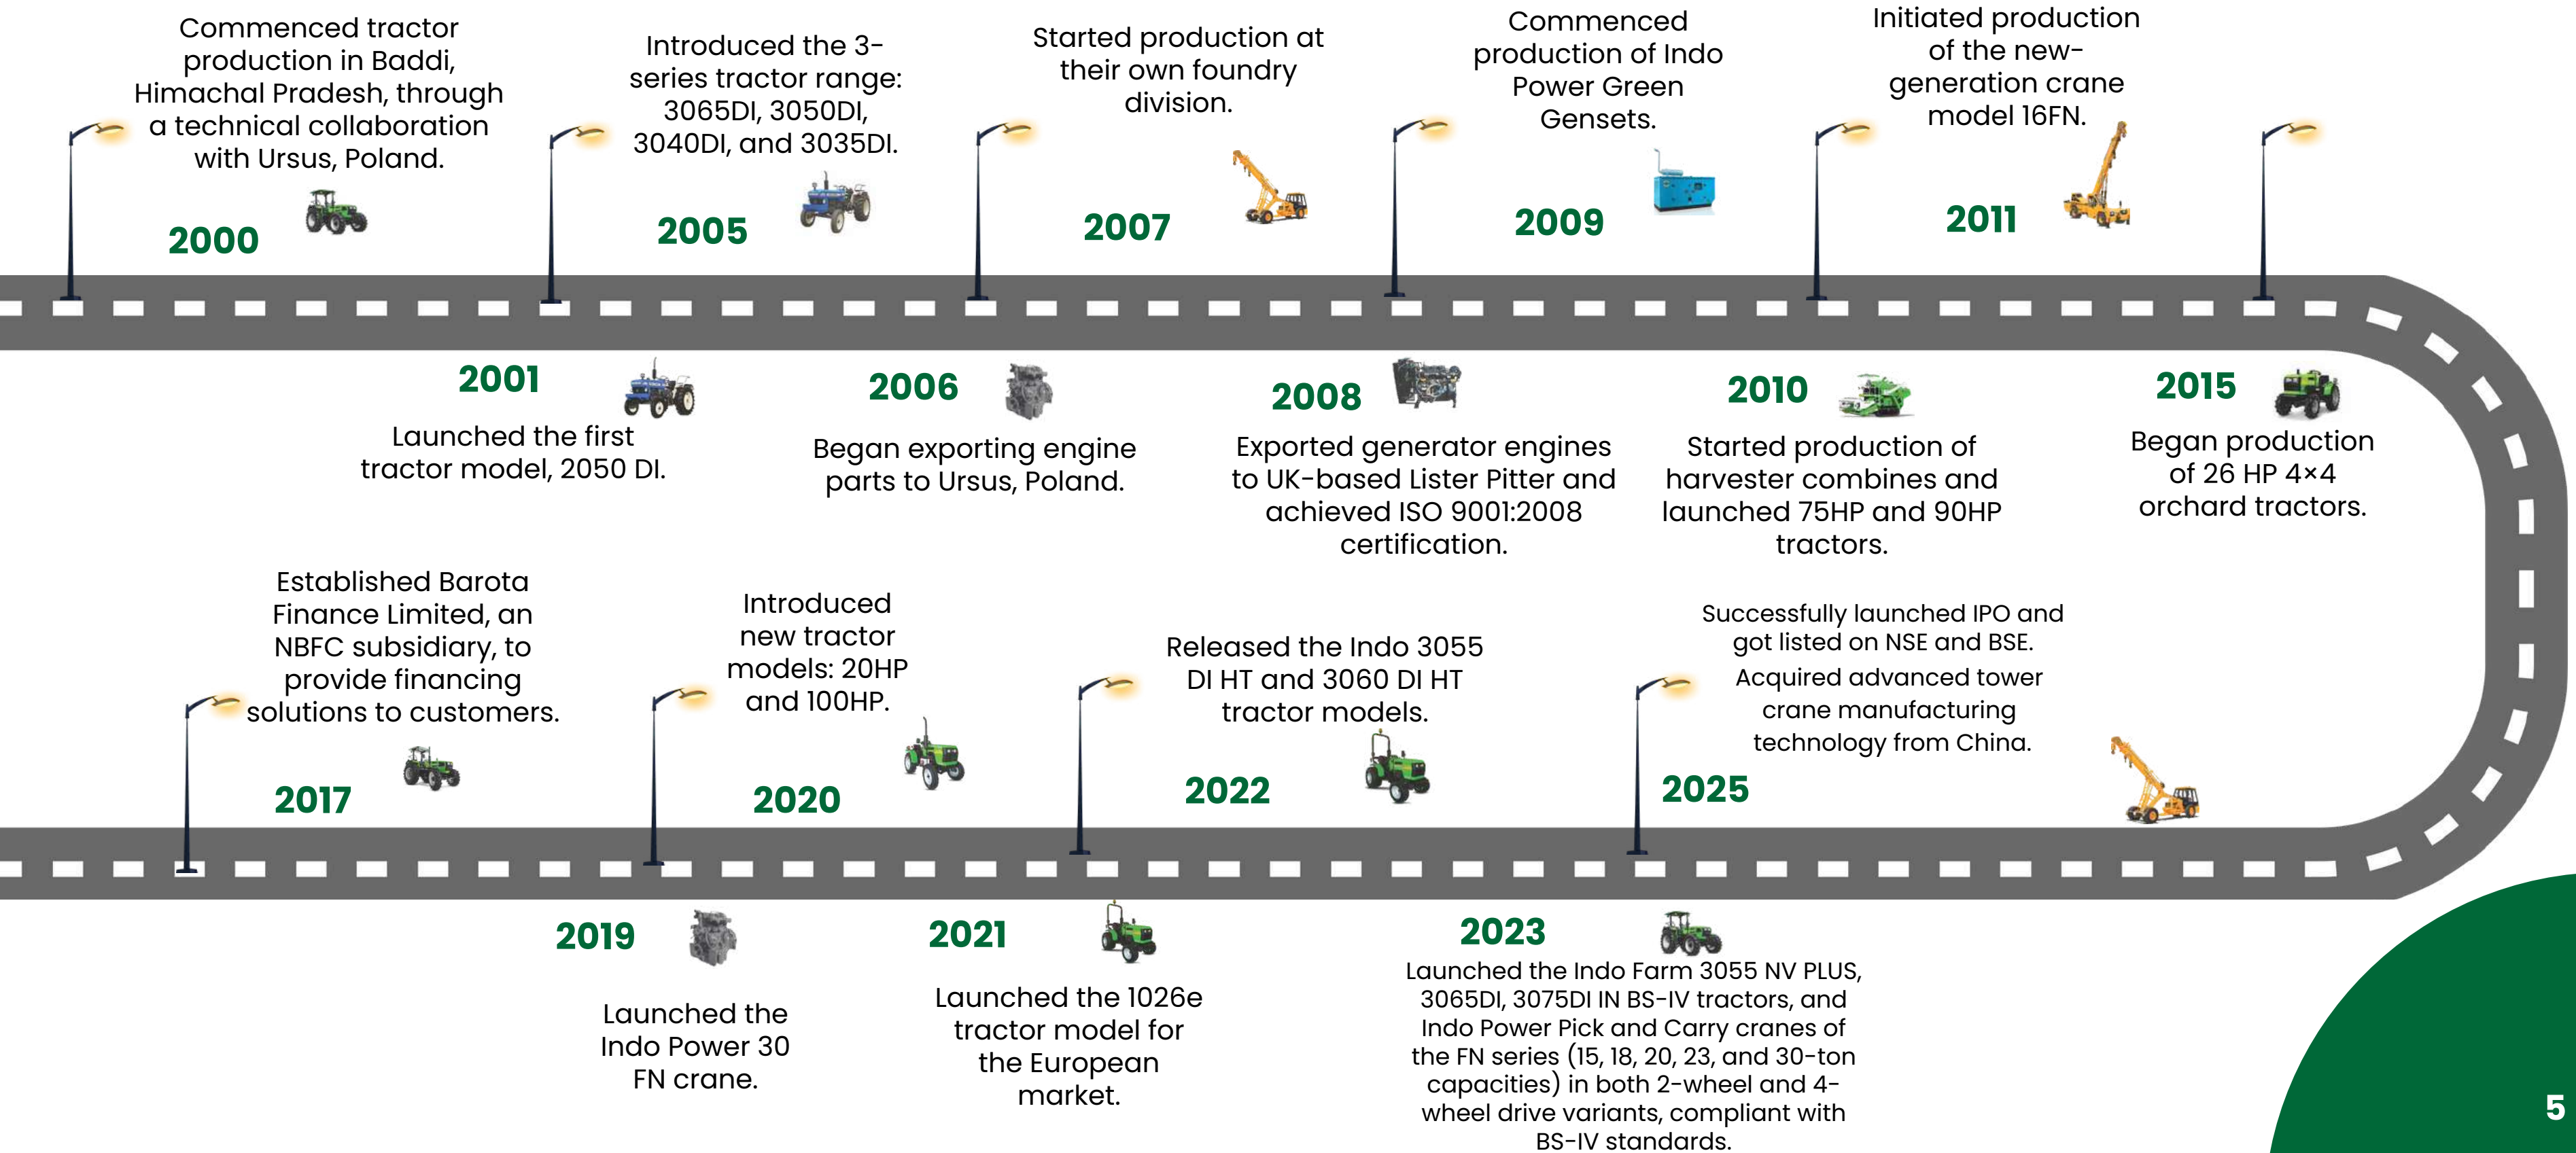 Commenced tractor
production in Baddi,
Himachal Pradesh, through
a technical collaboration
with Ursus, Poland.
2000
Introduced the 3-
series tractor range:
3065DI, 3050DI,
3040DI, and 3035DI.
2005
Started production at
their own foundry
division.
2007
Commenced
production of Indo
Power Green
Gensets.
2009
Initiated production
of the new-
generation crane
model 16FN.
2011
2001
Launched the first
tractor model, 2050 DI.
2006
Began exporting engine
parts to Ursus, Poland.
2008
Exported generator engines
to UK-based Lister Pitter and
achieved ISO 9001:2008
certification.
2010
Started production of
harvester combines and
launched 75HP and 90HP
tractors.
2015
Began production
of 26 HP 4×4
orchard tractors.
Established Barota
Finance Limited, an
NBFC subsidiary, to
provide financing
solutions to customers.
2017
Introduced
new tractor
models: 20HP
and 100HP.
2020
Released the Indo 3055
DI HT and 3060 DI HT
tractor models.
2022
Successfully launched IPO and
got listed on NSE and BSE.
Acquired advanced tower
crane manufacturing
technology from China.
2025
2019
Launched the
Indo Power 30
FN crane.
2021
Launched the 1026e
tractor model for
the European
market.
2023
Launched the Indo Farm 3055 NV PLUS,
3065DI, 3075DI IN BS-IV tractors, and
Indo Power Pick and Carry cranes of
the FN series (15, 18, 20, 23, and 30-ton
capacities) in both 2-wheel and 4-
wheel drive variants, compliant with
BS-IV standards.
5